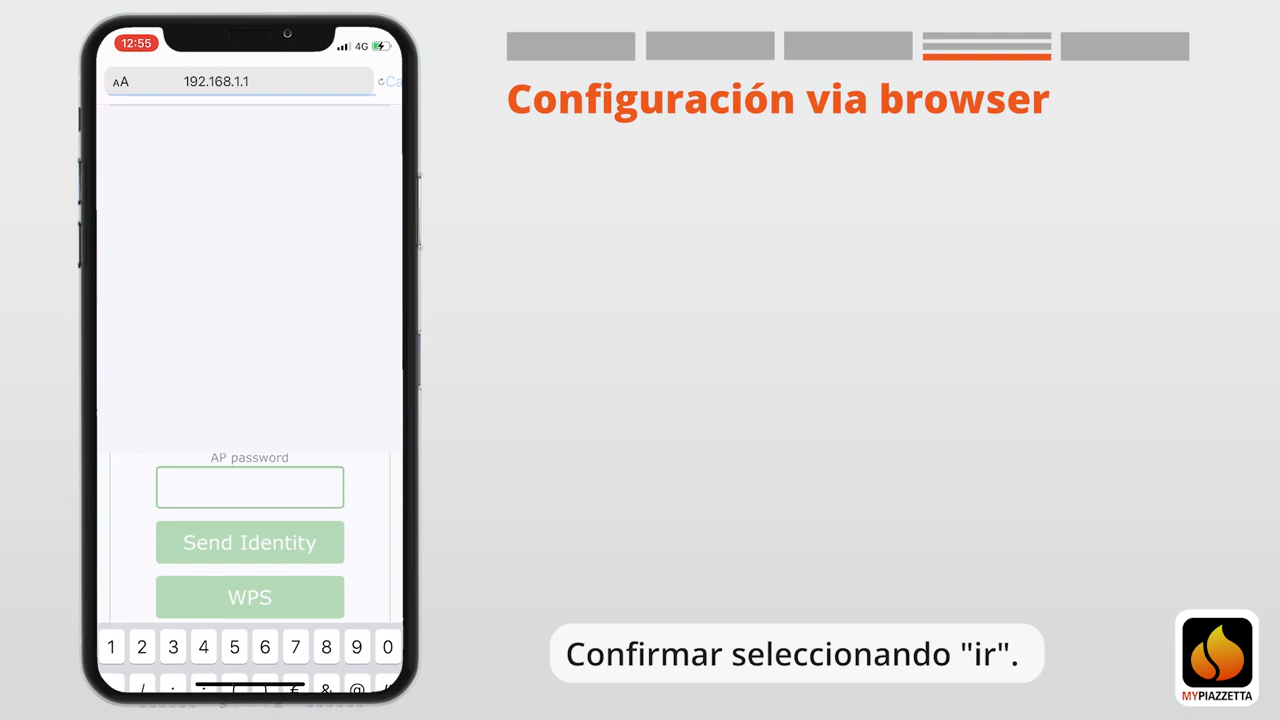 12:55
4G
AA
192.168.1.1
Ca
AP password
Send Identity
WPS
1 2 3 4 5 6 7 8 9 0
/ : ; ( ) € & @
Configuración via browser
Confirmar seleccionando "ir".
MYPIAZZETTA